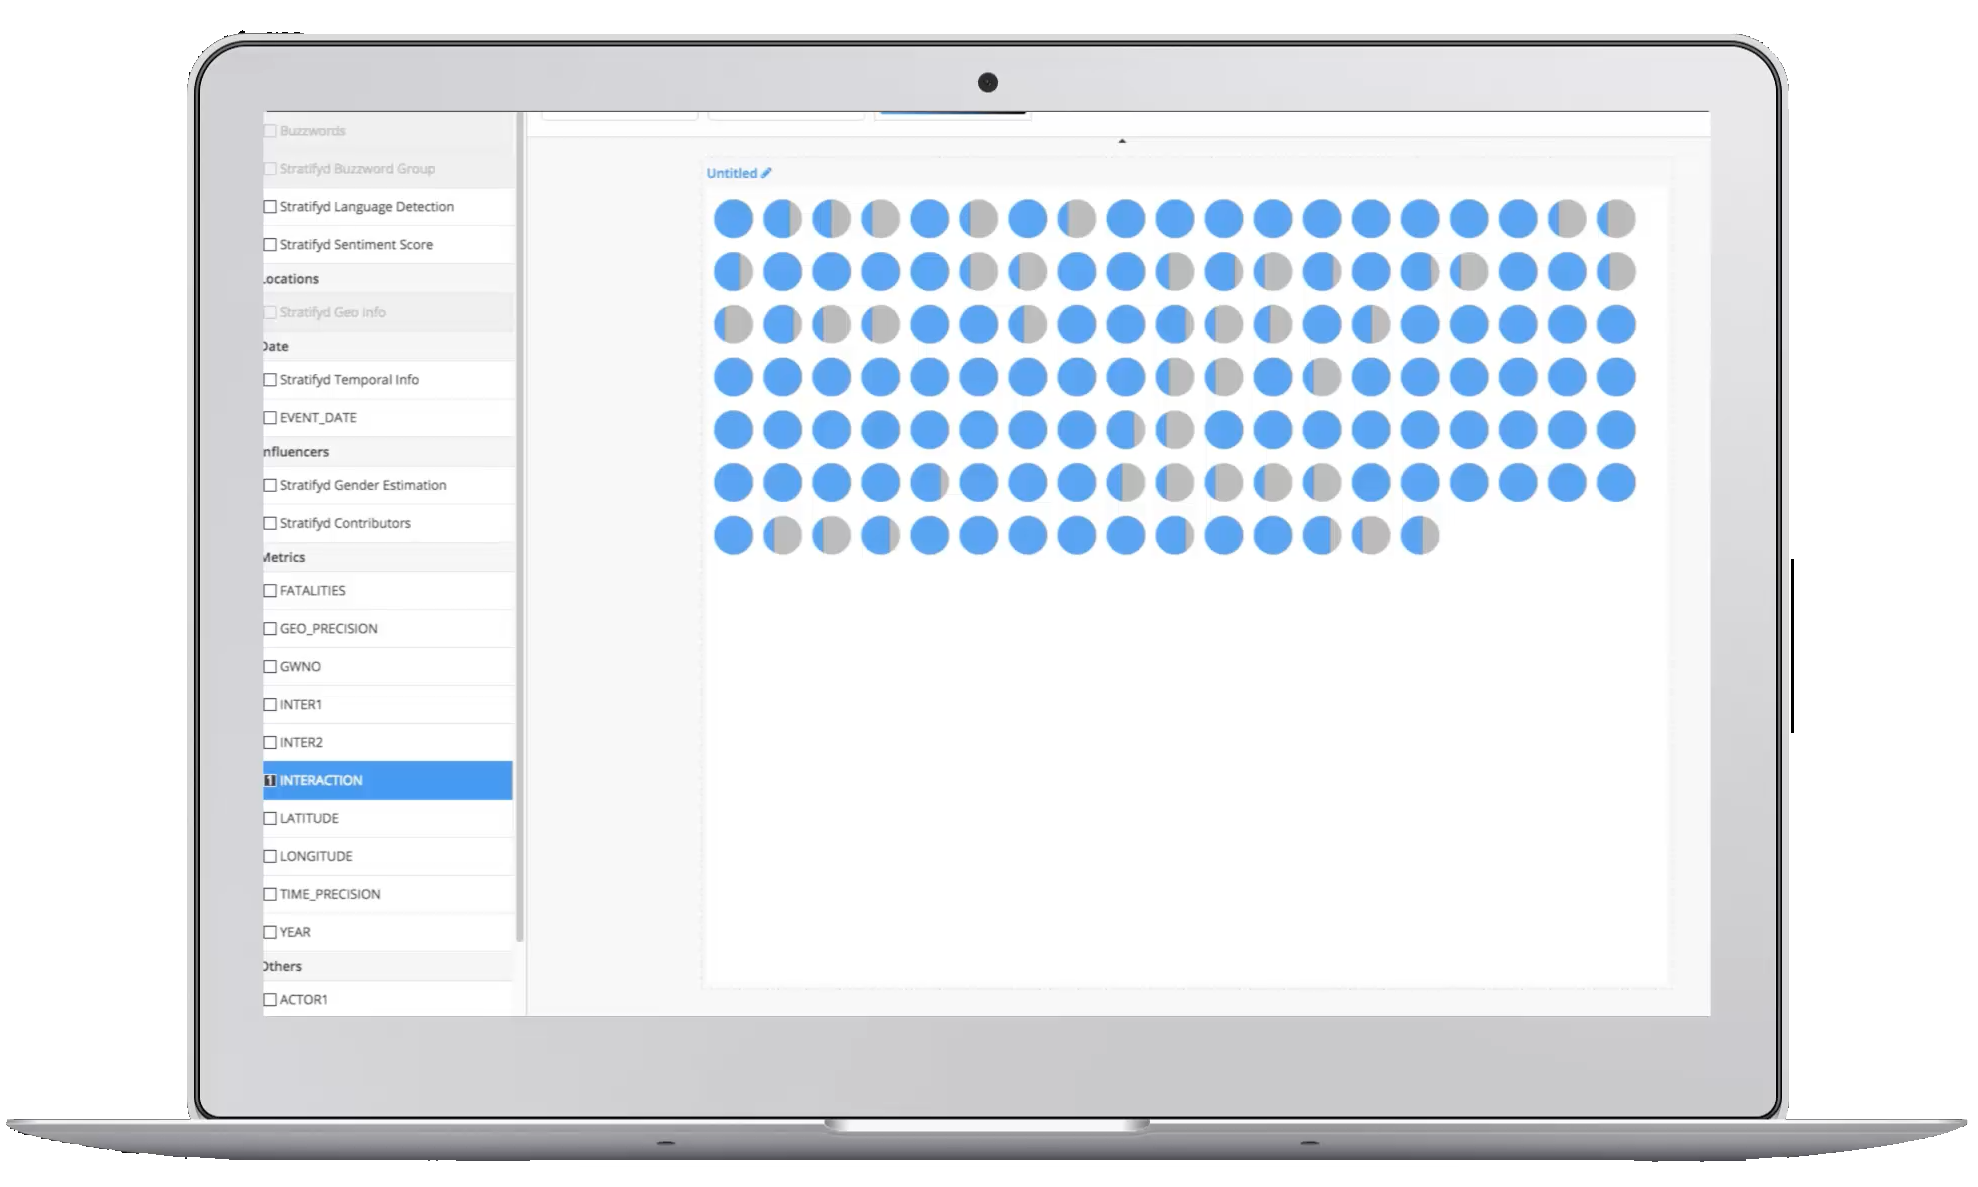 Buzzwords
Stratifyd Buzzword Group
Stratifyd Language Detection
Stratifyd Sentiment Score
Locations
Stratifyd Geo Info
Date
Stratifyd Temporal Info
EVENT_DATE
Influencers
Stratifyd Gender Estimation
Stratifyd Contributors
Metrics
FATALITIES
GEO_PRECISION
GWNO
INTER1
INTER2
1 INTERACTION
LATITUDE
LONGITUDE
TIME_PRECISION
YEAR
Others
ACTOR1
Untitled